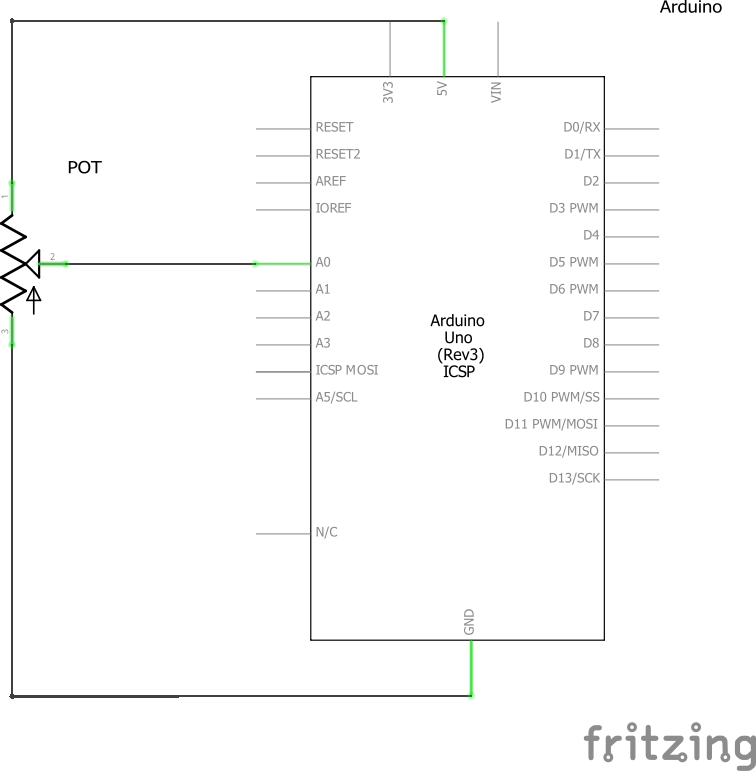 Arduino
3V3
5V
VIN
RESET
D0/RX
RESET2
D1/TX
POT
AREF
D2
1
IOREF
D3 PWM
D4
2
A0
D5 PWM
A1
D6 PWM
A2
D7
Arduino
Uno
(Rev3)
ICSP
3
A3
D8
ICSP MOSI
D9 PWM
A5/SCL
D10 PWM/SS
D11 PWM/MOSI
D12/MISO
D13/SCK
N/C
GND
fritzing